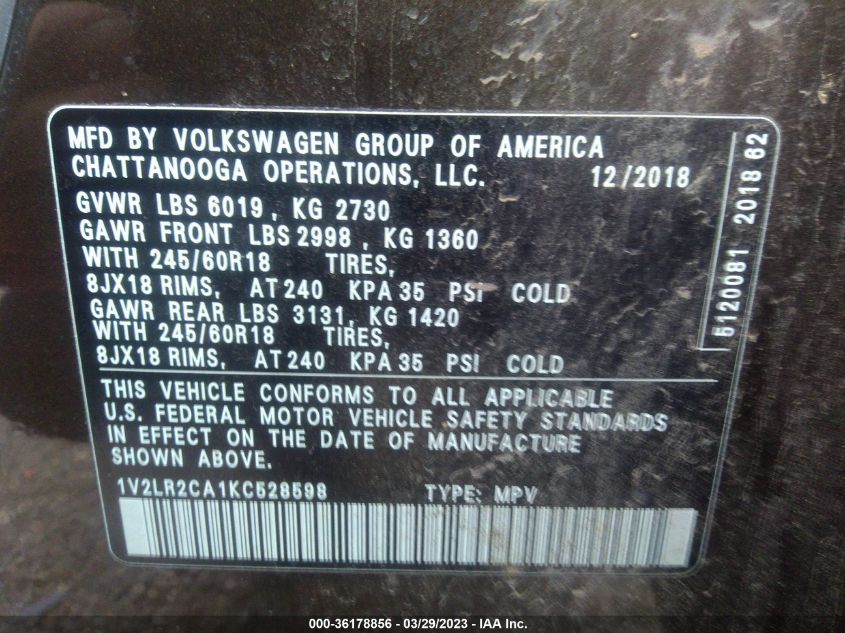 MFD BY VOLKSWAGEN GROUP OF AMERICA
CHATTANOOGA OPERATIONS, LLC. 12/2018
GVWR LBS 6019, KG 2730
GAWR FRONT LBS 2998, KG 1360
WITH 245/60R18 TIRES,
8JX18 RIMS, AT 240 KPA 35 PSI COLD
GAWR REAR LBS 3131, KG 1420
WITH 245/60R18 TIRES,
8JX18 RIMS, AT 240 KPA 35 PSI COLD
5120081 2018 62
THIS VEHICLE CONFORMS TO ALL APPLICABLE
U.S. FEDERAL MOTOR VEHICLE SAFETY STANDARDS
IN EFFECT ON THE DATE OF MANUFACTURE
SHOWN ABOVE.
1V2LR2CA1KC528598 TYPE: MPV
000-36178856 - 03/29/2023 - IAA Inc.